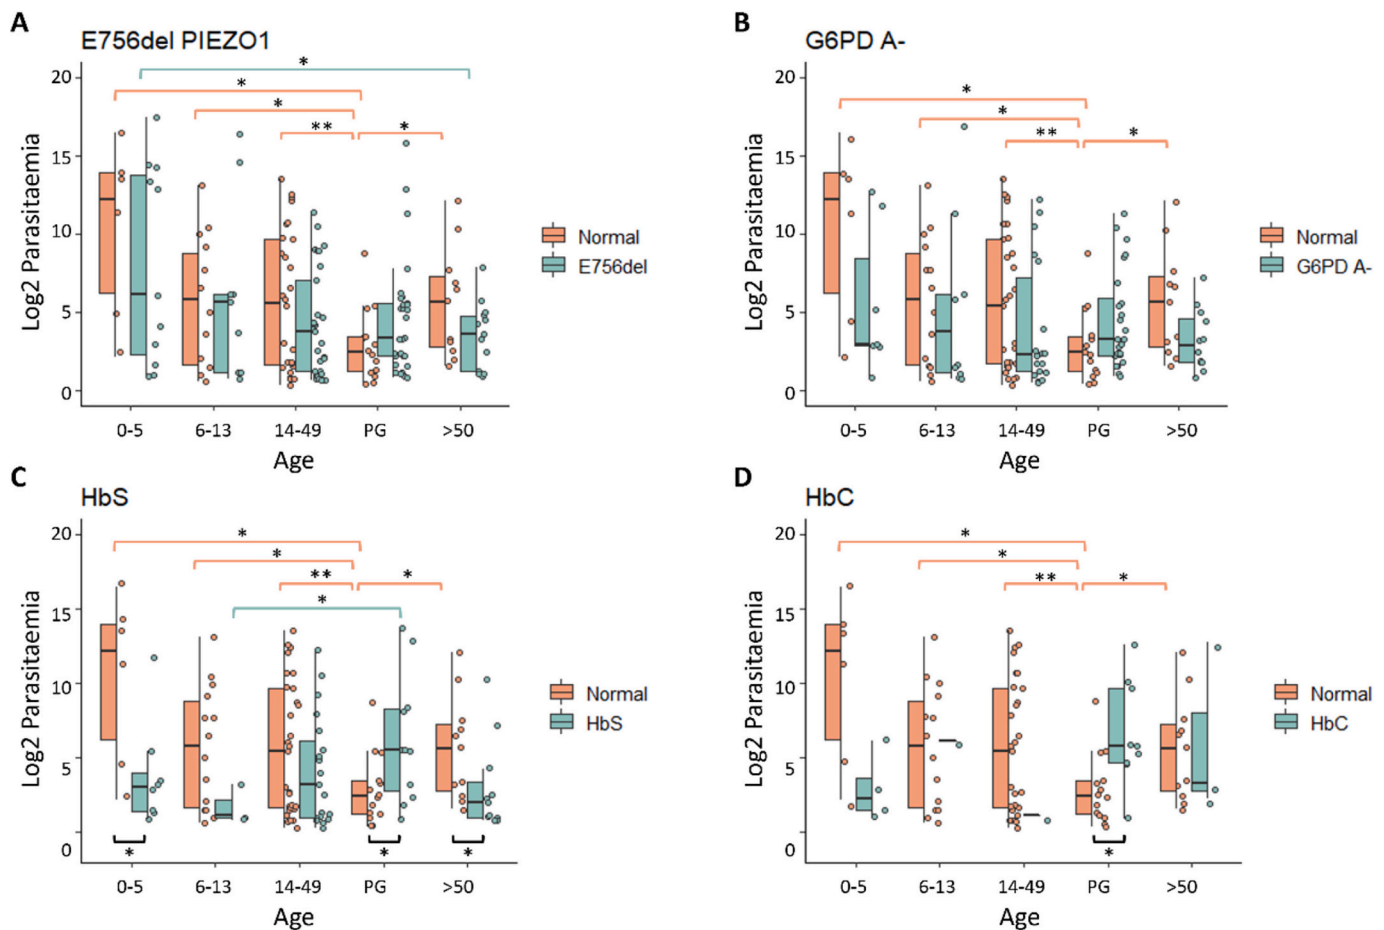 A
E756del PIEZO1
20
15
10
5
0
Log2 Parasitaemia
*
*
*
**
*
0-5
6-13
14-49
PG
>50
Age
Normal
E756del
B
G6PD A-
20
15
10
5
0
Log2 Parasitaemia
*
*
**
*
0-5
6-13
14-49
PG
>50
Age
Normal
G6PD A-
C
HbS
20
15
10
5
0
Log2 Parasitaemia
*
*
**
*
*
*
*
*
0-5
6-13
14-49
PG
>50
Age
Normal
HbS
D
HbC
20
15
10
5
0
Log2 Parasitaemia
*
*
**
*
*
0-5
6-13
14-49
PG
>50
Age
Normal
HbC